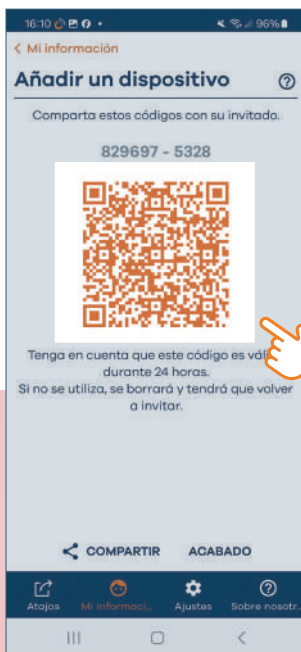 16:10 96%
< Mi información
Añadir un dispositivo
Comparta estos códigos con su invitado.
829697 - 5328
Tenga en cuenta que este código es váli
durante 24 horas.
Si no se utiliza, se borrará y tendrá que volver
a invitar.
COMPARTIR ACABADO
Atajos Mi informaci... Ajustes Sobre nosotr...